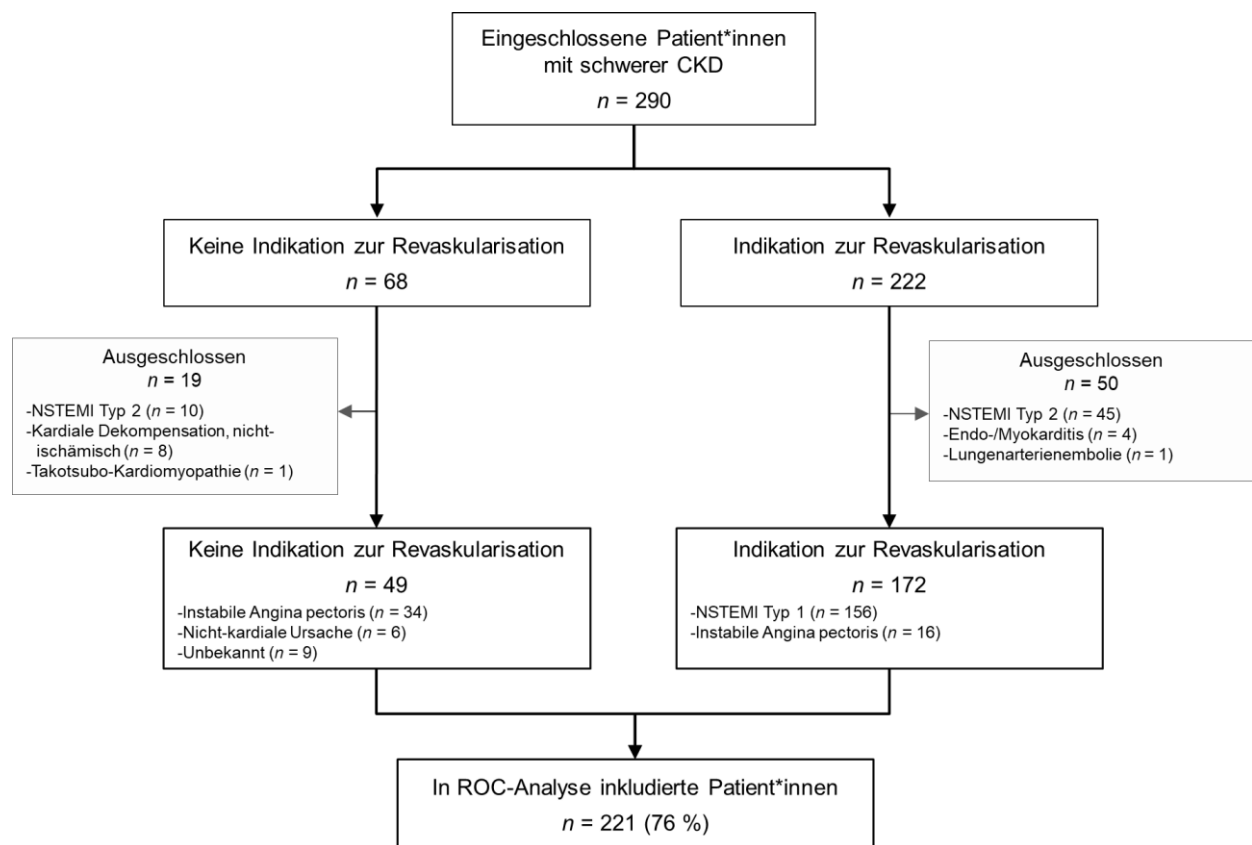 Eingeschlossene Patient*innen
mit schwerer CKD
n = 290
Keine Indikation zur Revaskularisation
n = 68
Indikation zur Revaskularisation
n = 222
Ausgeschlossen
n = 19
-NSTEMI Typ 2 (n = 10)
-Kardiale Dekompensation, nicht-
ischämisch (n = 8)
-Takotsubo-Kardiomyopathie (n = 1)
Ausgeschlossen
n = 50
-NSTEMI Typ 2 (n = 45)
-Endo-/Myokarditis (n = 4)
-Lungenarterienembolie (n = 1)
Keine Indikation zur Revaskularisation
n = 49
-Instabile Angina pectoris (n = 34)
-Nicht-kardiale Ursache (n = 6)
-Unbekannt (n = 9)
Indikation zur Revaskularisation
n = 172
-NSTEMI Typ 1 (n = 156)
-Instabile Angina pectoris (n = 16)
In ROC-Analyse inkludierte Patient*innen
n = 221 (76 %)